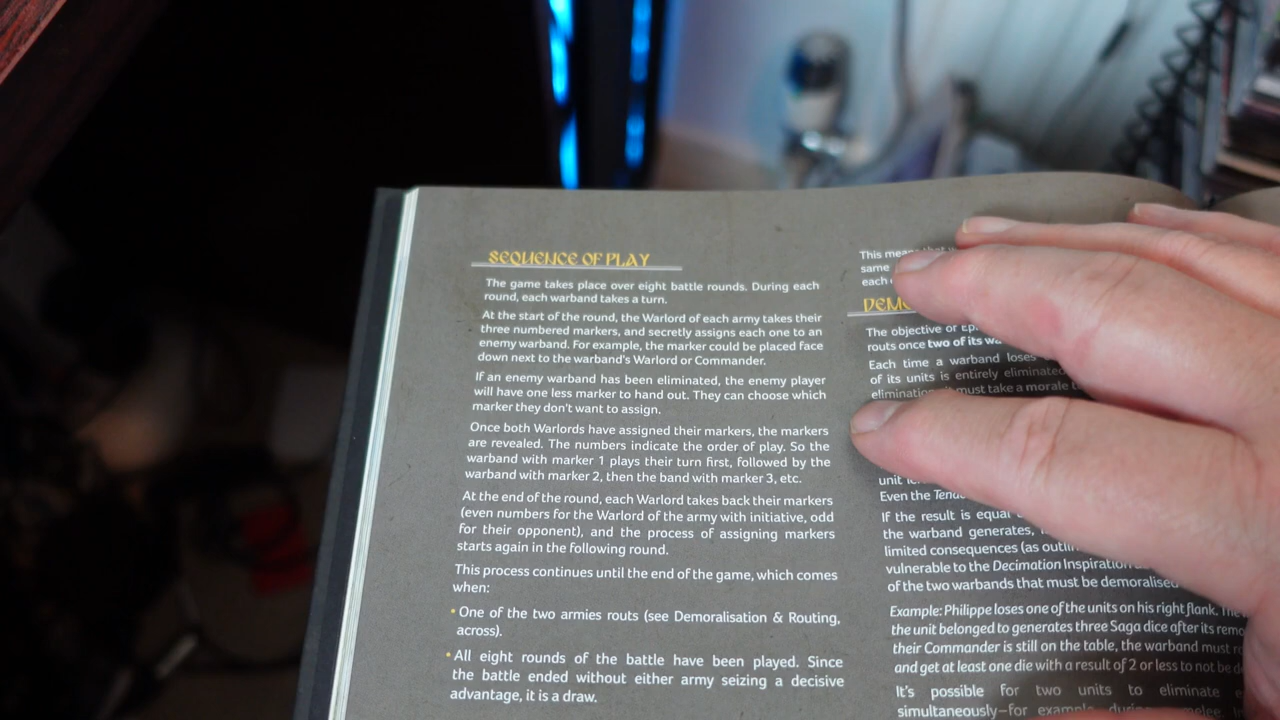 SEQUENCE OF PLAY
The game takes place over eight battle rounds. During each
round, each warband takes a turn.
At the start of the round, the Warlord of each army takes their
three numbered markers, and secretly assigns each one to an
enemy warband. For example, the marker could be placed face
down next to the warband's Warlord or Commander.
If an enemy warband has been eliminated, the enemy player
will have one less marker to hand out. They can choose which
marker they don't want to assign.
Once both Warlords have assigned their markers, the markers
are revealed. The numbers indicate the order of play. So the
warband with marker 1 plays their turn first, followed by the
warband with marker 2, then the band with marker 3, etc.
At the end of the round, each Warlord takes back their markers
(even numbers for the Warlord of the army with initiative, odd
for their opponent), and the process of assigning markers
starts again in the following round.
This process continues until the end of the game, which comes
when:
• One of the two armies routs (see Demoralisation & Routing,
across).
• All eight rounds of the battle have been played. Since
the battle ended without either army seizing a decisive
advantage, it is a draw.
This means that
same
each
The objective of
routs once two of its
Each time a warband loses
of its units is entirely eliminated
must take a morale
unit
Even the
If the result is equal
the warband generates,
limited consequences (as
vulnerable to the Decimation
of the two warbands that must be demoralised
Example: Philippe loses one of the units on his right flank.
the unit belonged to generates three Saga dice after its
their Commander is still on the table, the warband must
and get at least one die with a result of 2 or less to not be
It's possible for two units to eliminate
simultaneously—for example, during